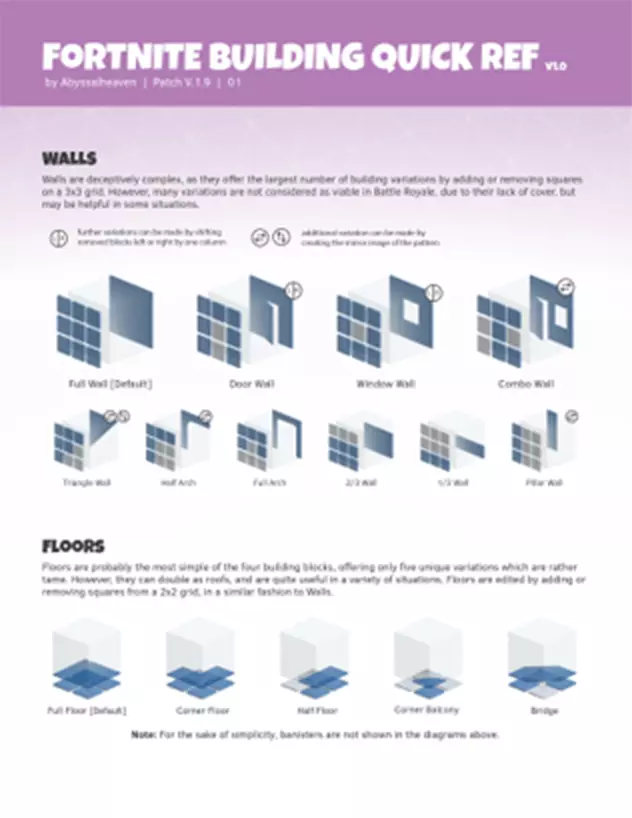 FORTNITE BUILDING QUICK REF V1.0
by Abyssalheaven | Patch V.1.9 | 01
WALLS
Walls are deceptively complex, as they offer the largest number of building variations by adding or removing squares
on a 3x3 grid. However, many variations are not considered as viable in Battle Royale, due to their lack of cover, but
may be helpful in some situations.
further variations can be made by shifting
removed blocks left or right by one column
additional variation can be made by
creating the mirror image of the pattern
Full Wall [Default]
Door Wall
Window Wall
Combo Wall
Triangle Wall
Half Arch
Full Arch
2/3 Wall
1/3 Wall
Pillar Wall
FLOORS
Floors are probably the most simple of the four building blocks, offering only five unique variations which are rather
tame. However, they can double as roofs, and are quite useful in a variety of situations. Floors are edited by adding or
removing squares from a 2x2 grid, in a similar fashion to Walls.
Full Floor [Default]
Corner Floor
Half Floor
Corner Balcony
Bridge
Note: For the sake of simplicity, banisters are not shown in the diagrams above.